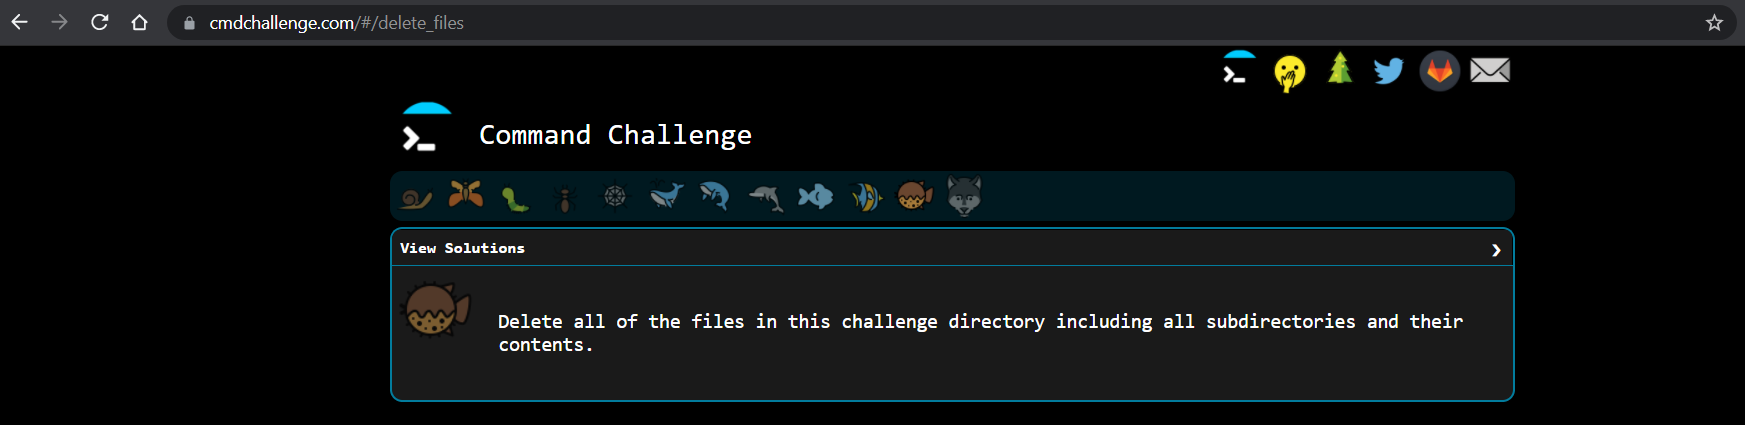 cmdchallenge.com/#/delete_files
Command Challenge
View Solutions
Delete all of the files in this challenge directory including all subdirectories and their
contents.